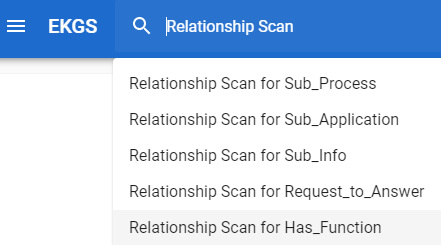 EKGS
Relationship Scan
Relationship Scan for Sub_Process
Relationship Scan for Sub_Application
Relationship Scan for Sub_Info
Relationship Scan for Request_to_Answer
Relationship Scan for Has_Function